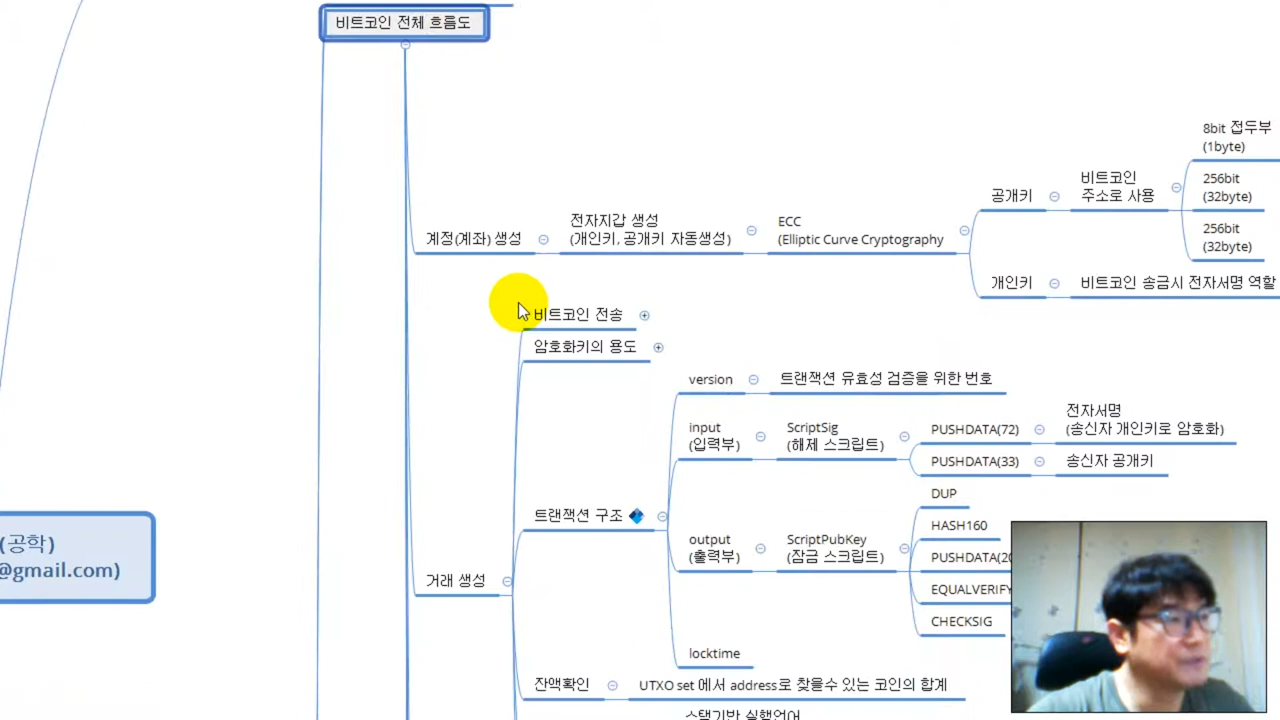 비트코인 전체 흐름도
8bit 접두부
(1byte)
비트코인
주소로 사용
256bit
(32byte)
공개키
전자지갑 생성
(개인키, 공개키 자동생성)
ECC
(Elliptic Curve Cryptography
256bit
(32byte)
계정(계좌) 생성
개인키
비트코인 송금시 전자서명 역할
비트코인 전송
암호화키의 용도
version
트랜잭션 유효성 검증을 위한 번호
input
(입력부)
ScriptSig
(해제 스크립트)
PUSHDATA(72)
전자서명
(송신자 개인키로 암호화)
PUSHDATA(33)
송신자 공개키
트랜잭션 구조
output
(출력부)
ScriptPubKey
(잠금 스크립트)
DUP
HASH160
PUSHDATA(20
EQUALVERIFY
CHECKSIG
(공학)
@gmail.com)
거래 생성
locktime
잔액확인
UTXO set 에서 address로 찾을수 있는 코인의 합계
스택기반 실행언어